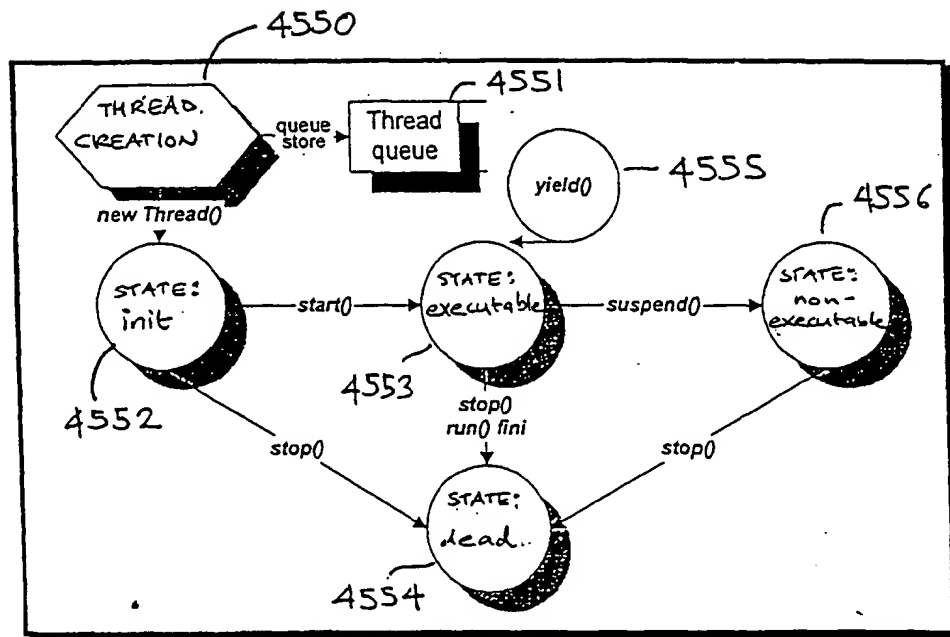 4550
4551
THREAD.
CREATION
queue
store
Thread
queue
yield()
4555
4556
new Thread()
STATE:
init
start()
STATE:
executable
suspend()
STATE:
non-
executable
4552
4553
stop()
run() fini
stop()
stop()
STATE:
dead..
4554